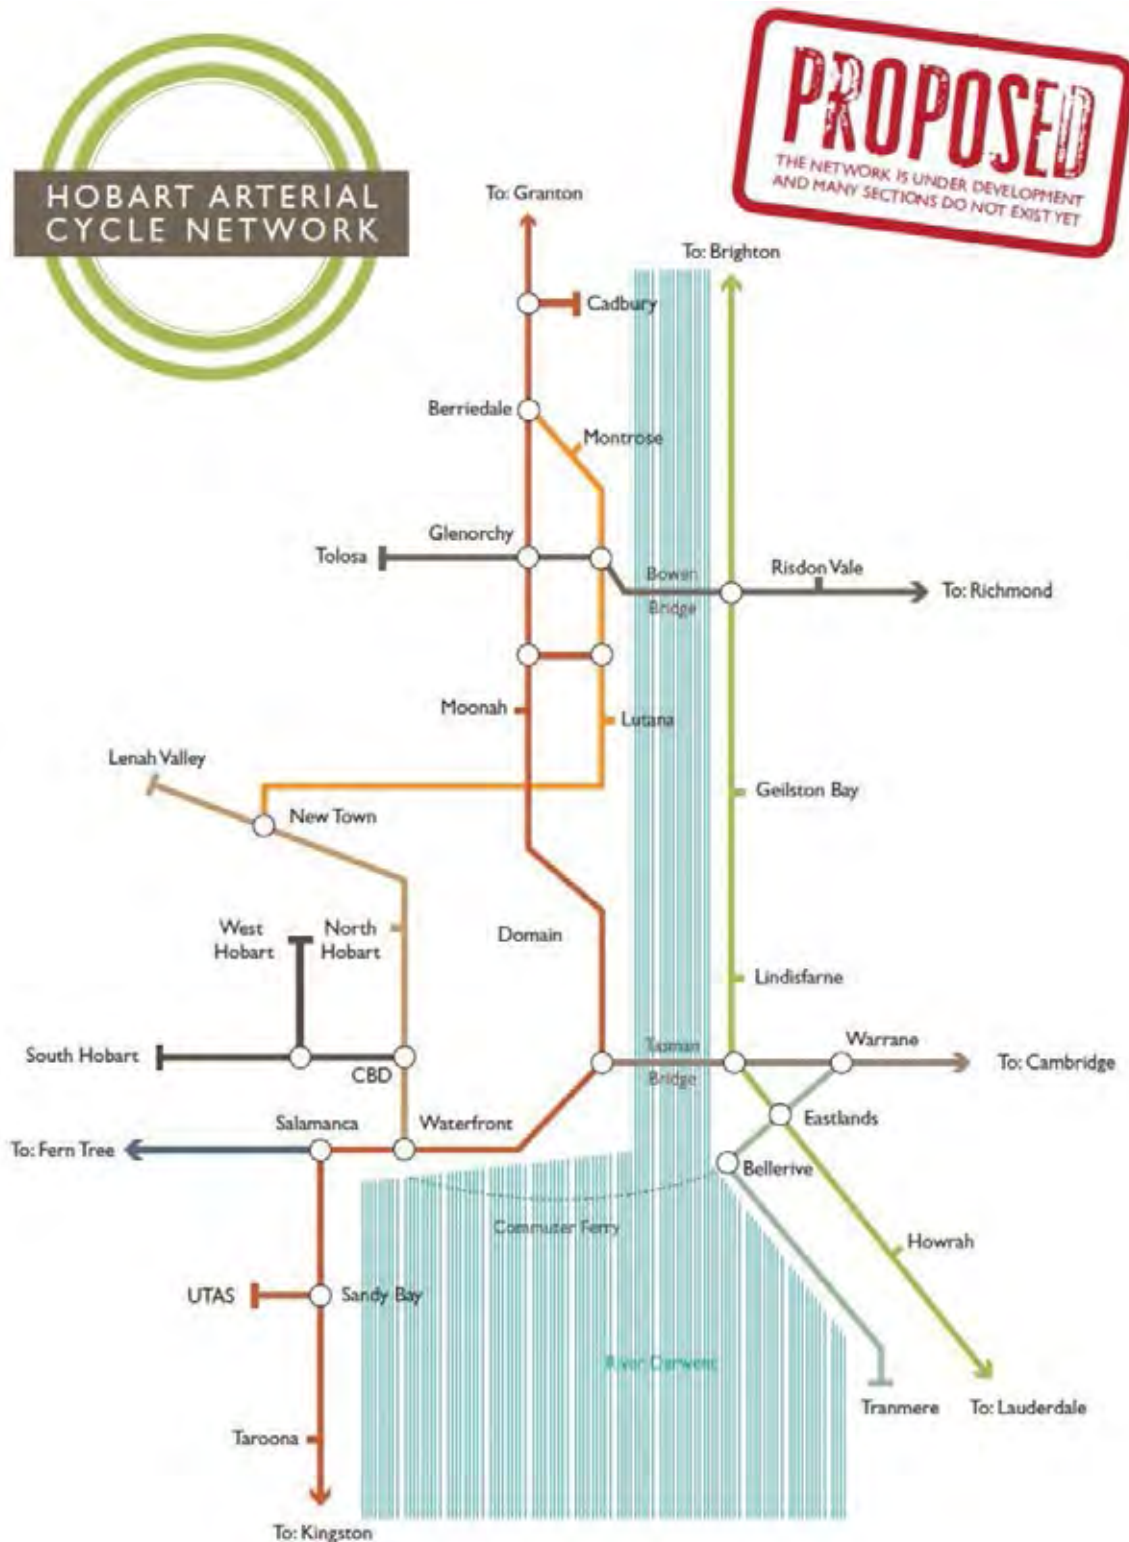 HOBART ARTERIAL
CYCLE NETWORK
PROPOSED
THE NETWORK IS UNDER DEVELOPMENT
AND MANY SECTIONS DO NOT EXIST YET
To: Granton
To: Brighton
Cadbury
Berriedale
Montrose
Glenorchy
Tolosa
Bowen
Bridge
Risdon Vale
To: Richmond
Moonah
Lutana
Lenah Valley
New Town
Geilston Bay
West
Hobart
North
Hobart
Domain
Lindisfarne
South Hobart
CBD
Tasman
Bridge
Warrane
To: Cambridge
Salamanca
Waterfront
Eastlands
To: Fern Tree
Bellerive
Commuter Ferry
Howrah
UTAS
Sandy Bay
River Derwent
Tranmere
To: Lauderdale
Taroona
To: Kingston